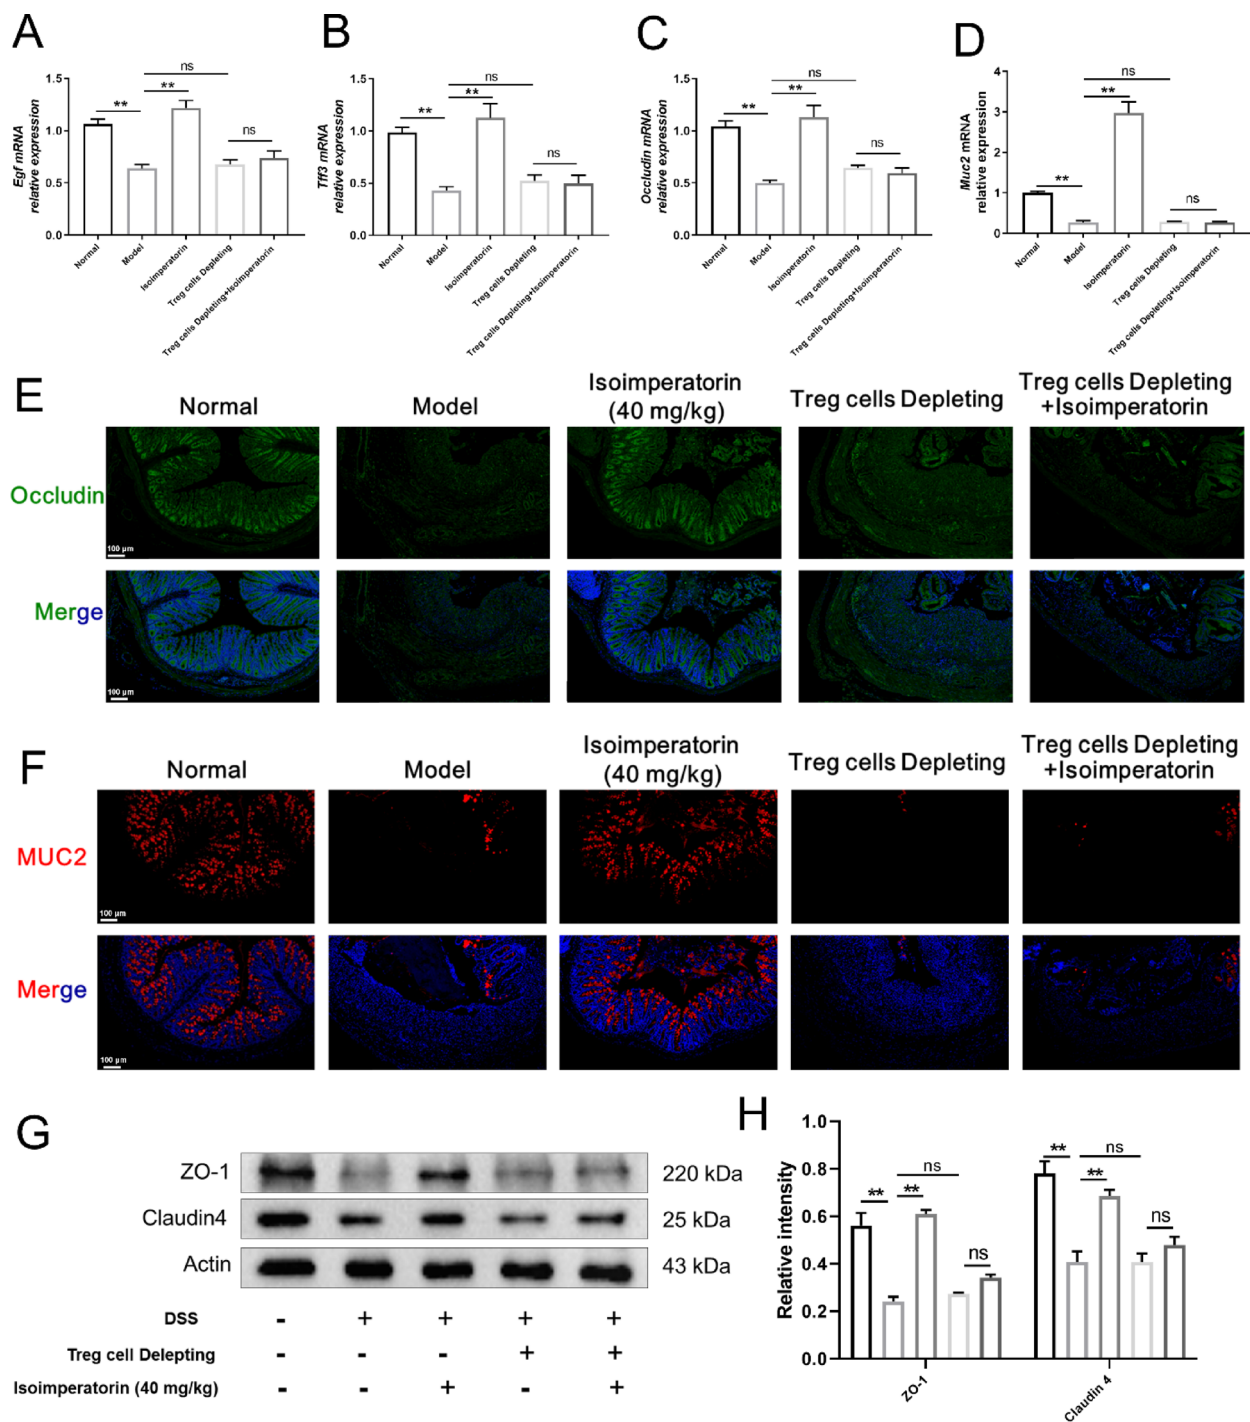 A
B
C
D
Egf mRNA
relative expression
1.5
1.0
0.5
0.0
**
**
ns
ns
Normal
Model
Isoimperatorin
Treg cells Depleting
Treg cells Depleting+Isoimperatorin
Tff3 mRNA
relative expression
1.5
1.0
0.5
0.0
**
**
ns
ns
Normal
Model
Isoimperatorin
Treg cells Depleting
Treg cells Depleting+Isoimperatorin
Occludin mRNA
relative expression
1.5
1.0
0.5
0.0
**
**
ns
ns
Normal
Model
Isoimperatorin
Treg cells Depleting
Treg cells Depleting+Isoimperatorin
Muc2 mRNA
relative expression
4
3
2
1
0
**
**
ns
ns
Normal
Model
Isoimperatorin
Treg cells Depleting
Treg cells Depleting+Isoimperatorin
E
Normal
Model
Isoimperatorin
(40 mg/kg)
Treg cells Depleting
Treg cells Depleting
+Isoimperatorin
Occludin
100 μm
Merge
100 μm
F
Normal
Model
Isoimperatorin
(40 mg/kg)
Treg cells Depleting
Treg cells Depleting
+Isoimperatorin
MUC2
100 μm
Merge
100 μm
G
ZO-1 220 kDa
Claudin4 25 kDa
Actin 43 kDa
DSS - + + + +
Treg cell Delepting - - - + +
Isoimperatorin (40 mg/kg) - - + - +
H
Relative intensity
1.0
0.8
0.6
0.4
0.2
0.0
**
**
ns
ns
**
**
ns
ns
ZO-1
Claudin 4